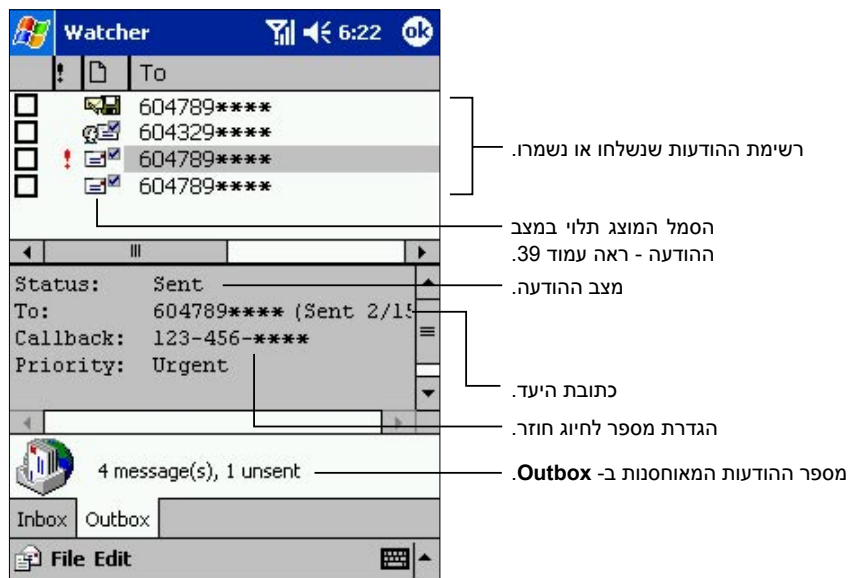 Watcher 6:22 ok
! To
604789****
604329****
! 604789****
604789****
רשימת ההודעות שנשלחו או נשמרו.
הסמל המוצג תלוי במצב
ההודעה - ראה עמוד 39.
Status: Sent
מצב ההודעה.
To: 604789**** (Sent 2/15
Callback: 123-456-****
Priority: Urgent
כתובת היעד.
הגדרת מספר לחיוג חוזר.
4 message(s), 1 unsent
מספר ההודעות המאוחסנות ב- Outbox.
Inbox Outbox
File Edit